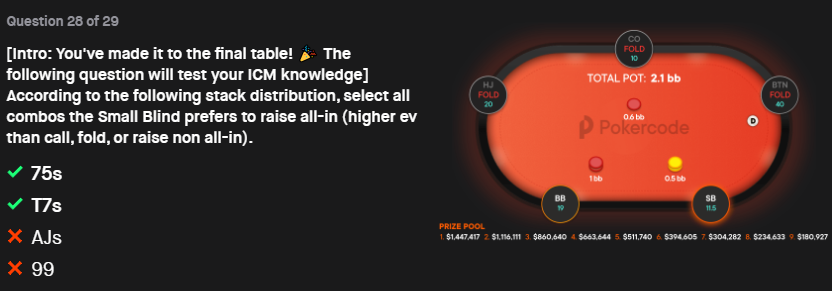 Question 28 of 29
[Intro: You've made it to the final table! 🎉 The
following question will test your ICM knowledge]
According to the following stack distribution, select all
combos the Small Blind prefers to raise all-in (higher ev
than call, fold, or raise non all-in).
75s
T7s
AJs
99
CO
FOLD
10
HJ
FOLD
20
TOTAL POT: 2.1 bb
BTN
FOLD
40
0.6 bb
Pokercode
D
1 bb
0.5 bb
BB
19
SB
11.5
PRIZE POOL
1. $1,447,417 2. $1,116,111 3. $860,640 4. $663,644 5. $511,740 6. $394,605 7. $304,282 8. $234,633 9. $180,927